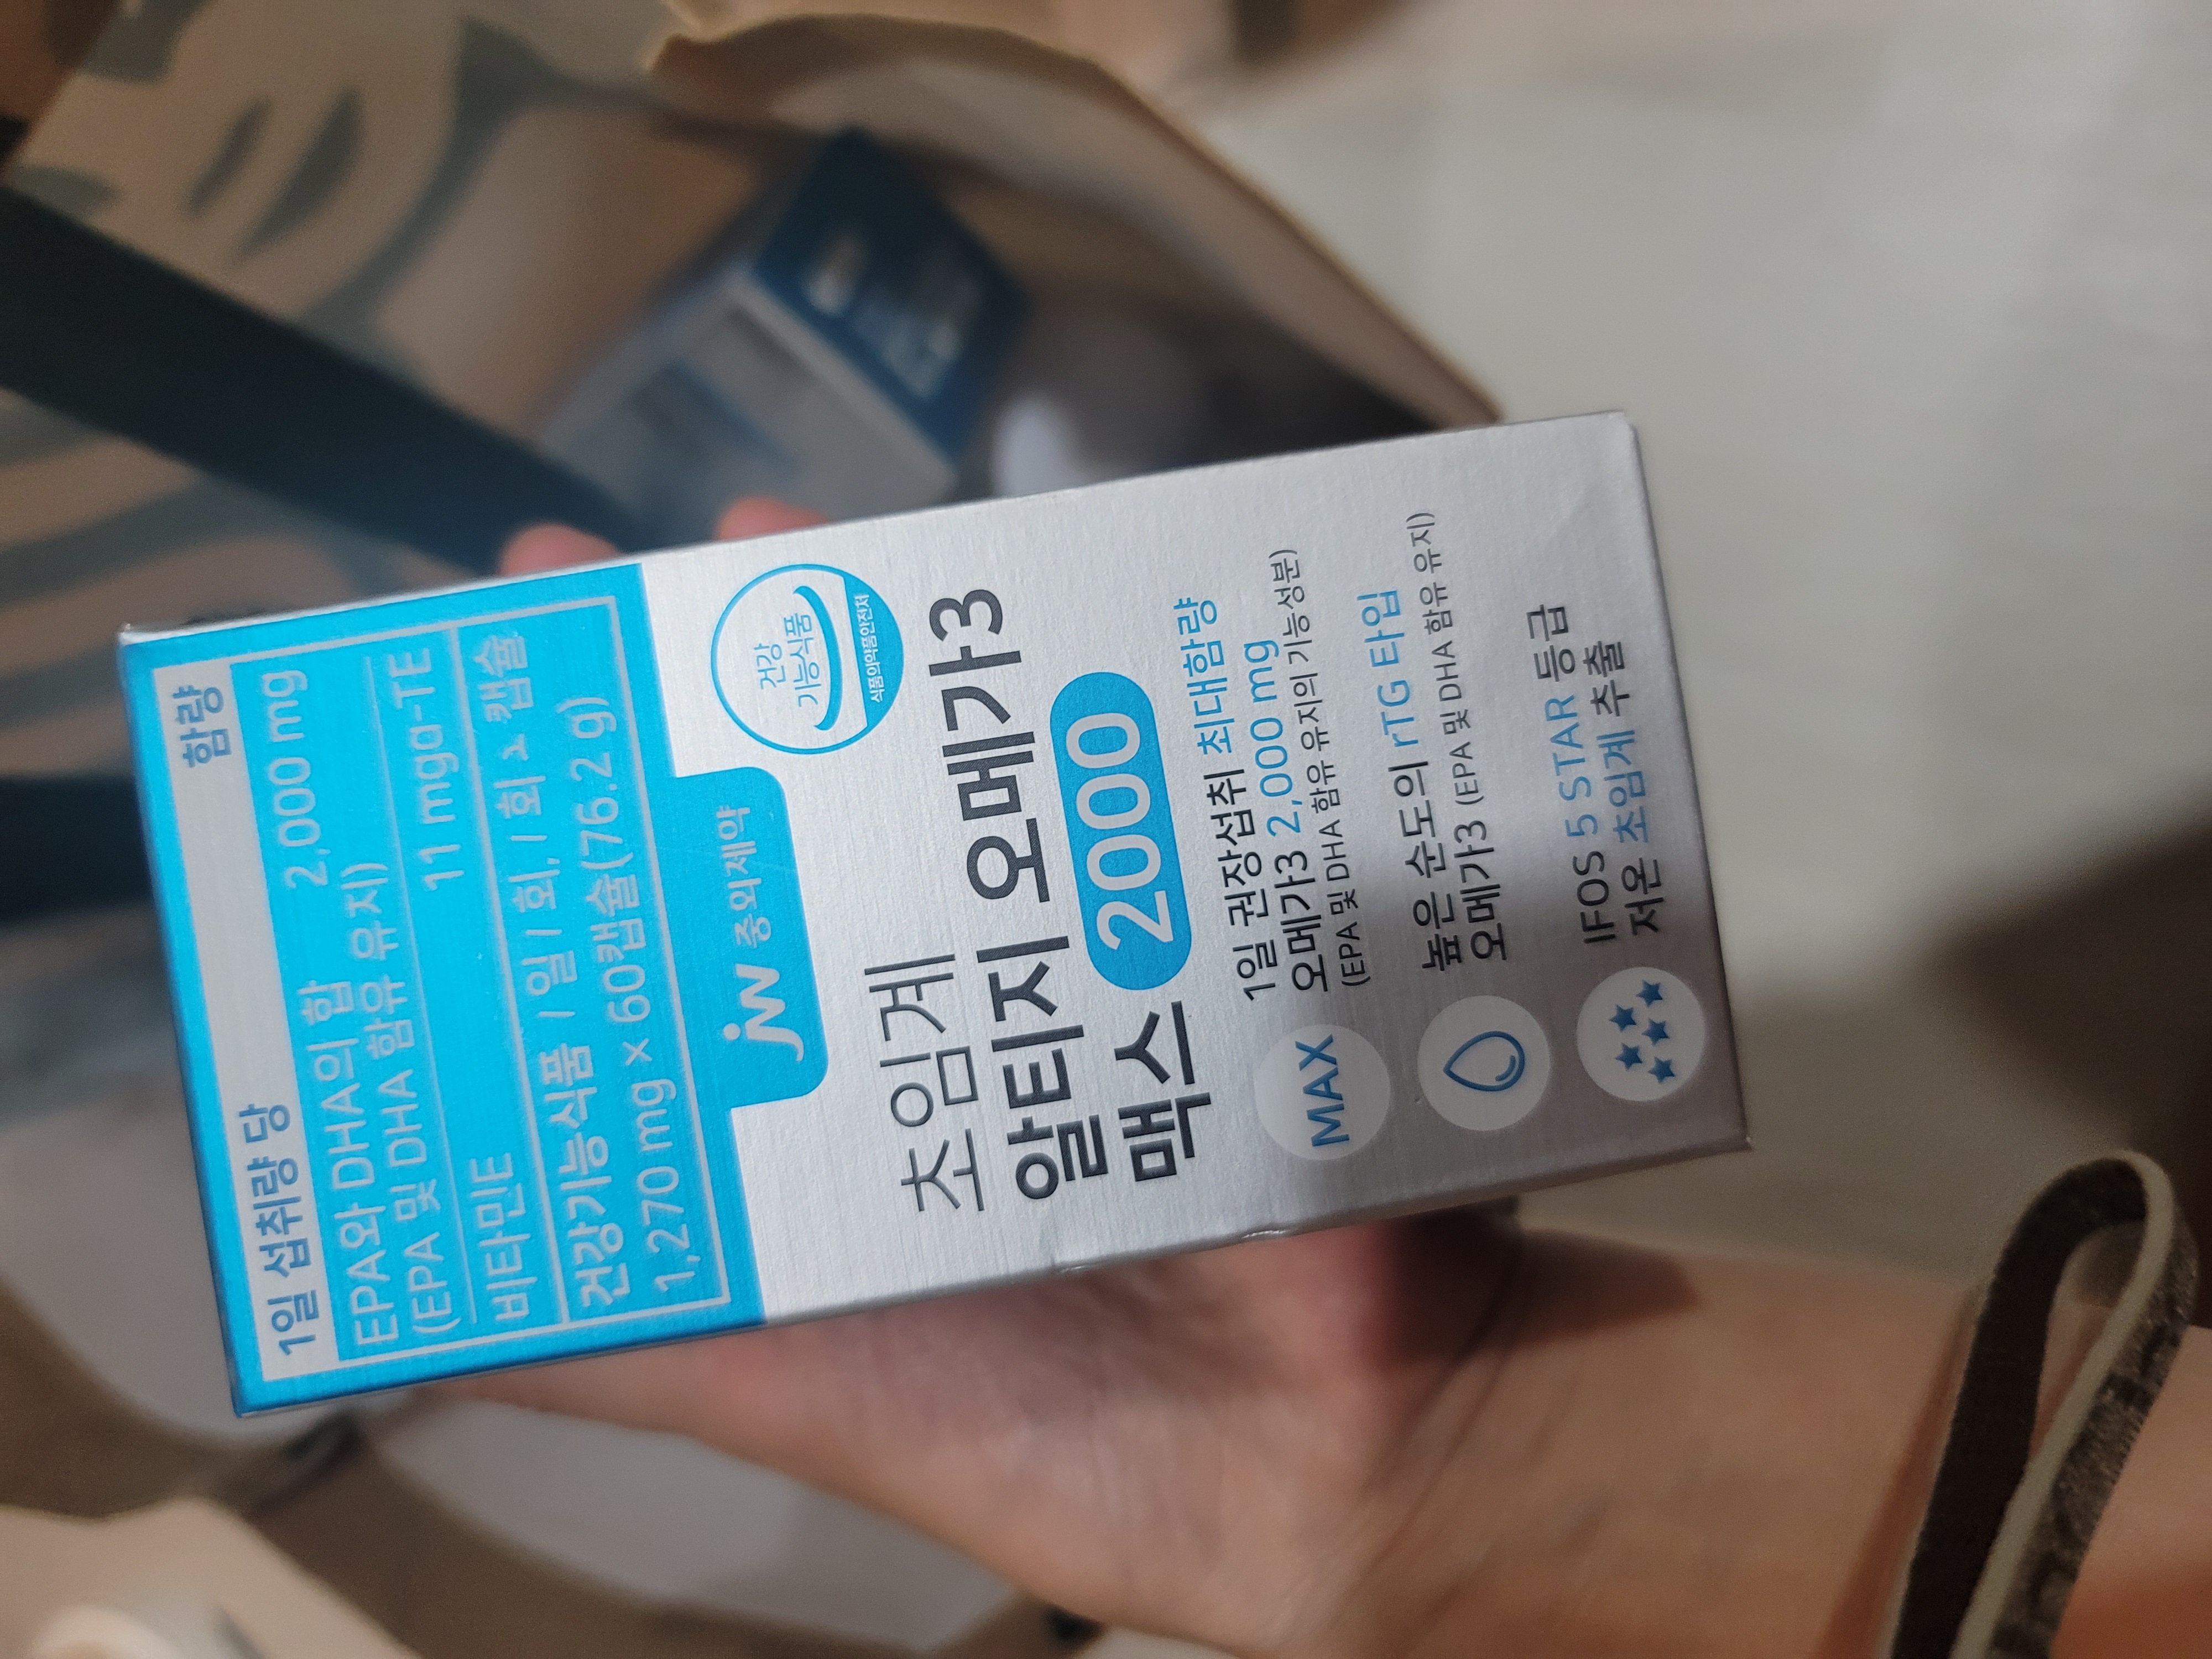 1일 섭취량 당 함량
EPA와 DHA의 합 2,000 mg
(EPA 및 DHA 함유 유지)
비타민E 11 mgα-TE
건강기능식품 / 일 / 회, / 회 2 캡슐
1,270 mg × 60캡슐(76.2 g)
jw 중외제약
건강
기능식품
식품의약품안전처
초임계
알티지 오메가3
맥스 2000
MAX
1일 권장섭취 최대함량
오메가3 2,000 mg
(EPA 및 DHA 함유 유지의 기능성분)
높은 순도의 rTG 타입
오메가3 (EPA 및 DHA 함유 유지)
IFOS 5 STAR 등급
저온 초임계 추출